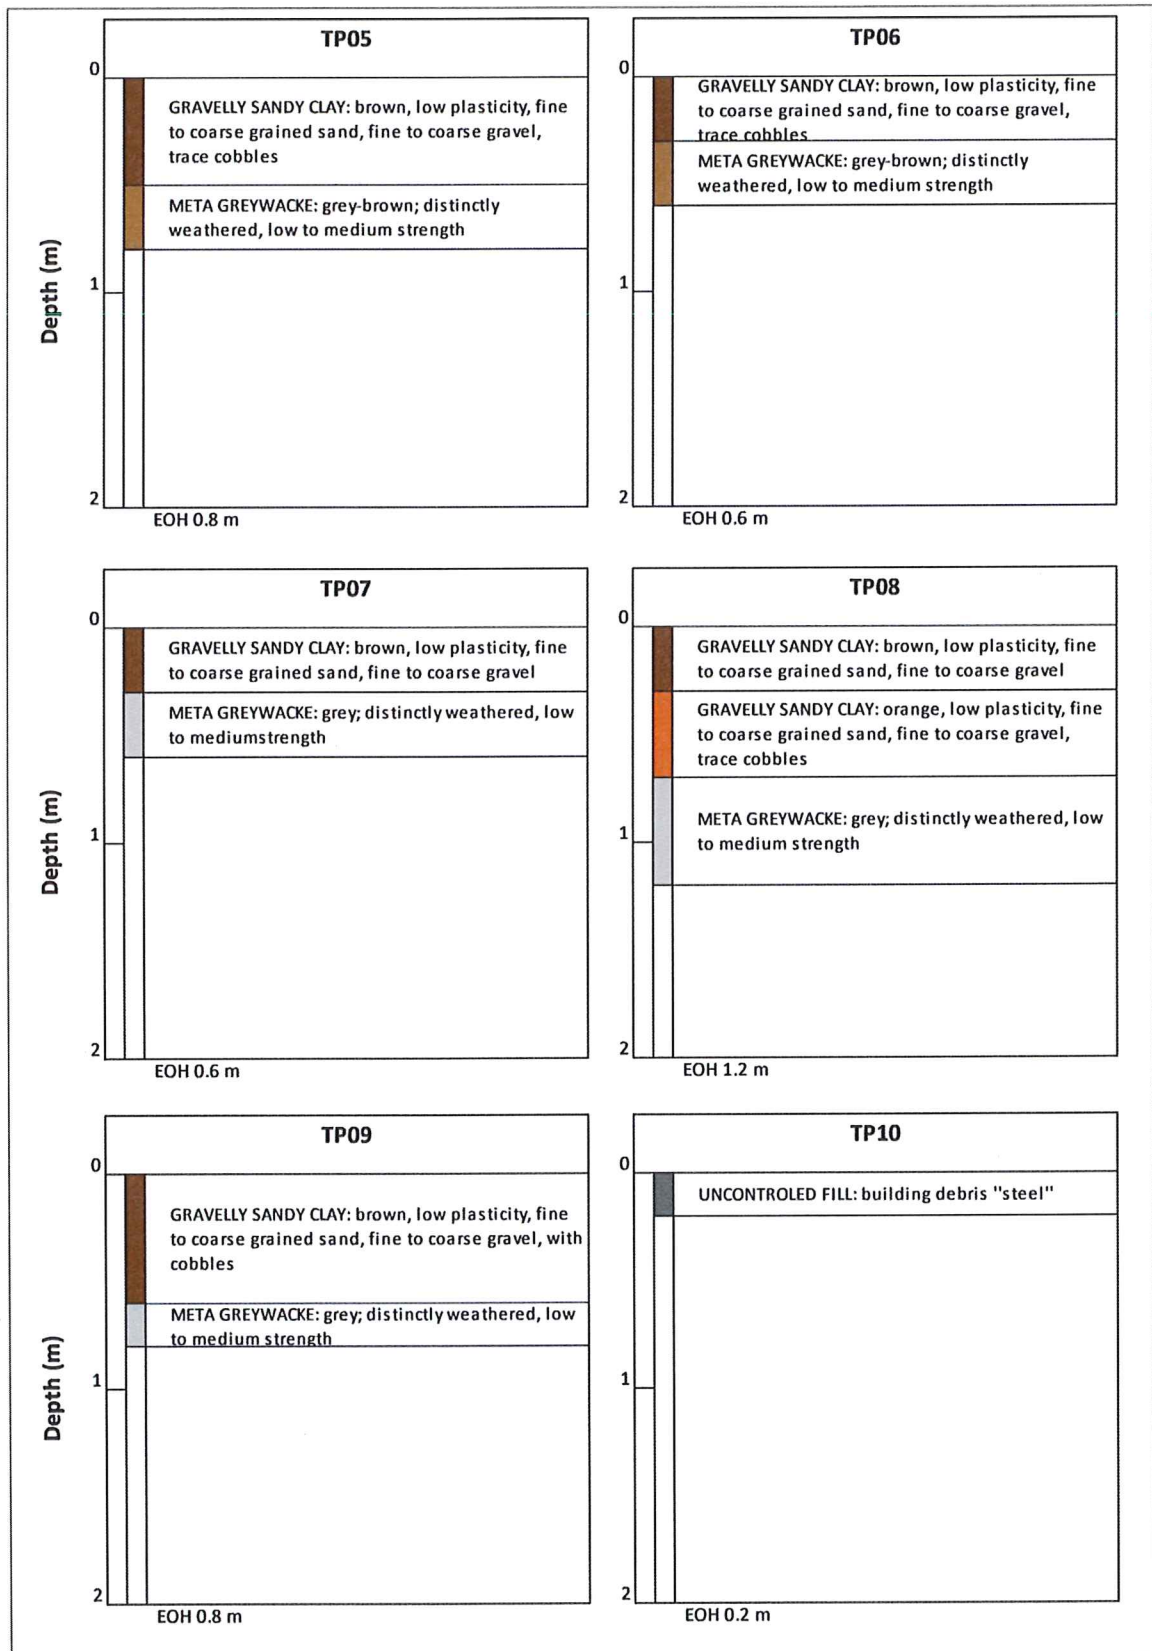 TP05
0
GRAVELLY SANDY CLAY: brown, low plasticity, fine
to coarse grained sand, fine to coarse gravel,
trace cobbles
META GREYWACKE: grey-brown; distinctly
weathered, low to medium strength
Depth (m)
1
2
EOH 0.8 m
TP06
0
GRAVELLY SANDY CLAY: brown, low plasticity, fine
to coarse grained sand, fine to coarse gravel,
trace cobbles
META GREYWACKE: grey-brown; distinctly
weathered, low to medium strength
1
2
EOH 0.6 m
TP07
0
GRAVELLY SANDY CLAY: brown, low plasticity, fine
to coarse grained sand, fine to coarse gravel
META GREYWACKE: grey; distinctly weathered, low
to mediumstrength
Depth (m)
1
2
EOH 0.6 m
TP08
0
GRAVELLY SANDY CLAY: brown, low plasticity, fine
to coarse grained sand, fine to coarse gravel
GRAVELLY SANDY CLAY: orange, low plasticity, fine
to coarse grained sand, fine to coarse gravel,
trace cobbles
META GREYWACKE: grey; distinctly weathered, low
to medium strength
1
2
EOH 1.2 m
TP09
0
GRAVELLY SANDY CLAY: brown, low plasticity, fine
to coarse grained sand, fine to coarse gravel, with
cobbles
META GREYWACKE: grey; distinctly weathered, low
to medium strength
Depth (m)
1
2
EOH 0.8 m
TP10
0
UNCONTROLED FILL: building debris "steel"
1
2
EOH 0.2 m